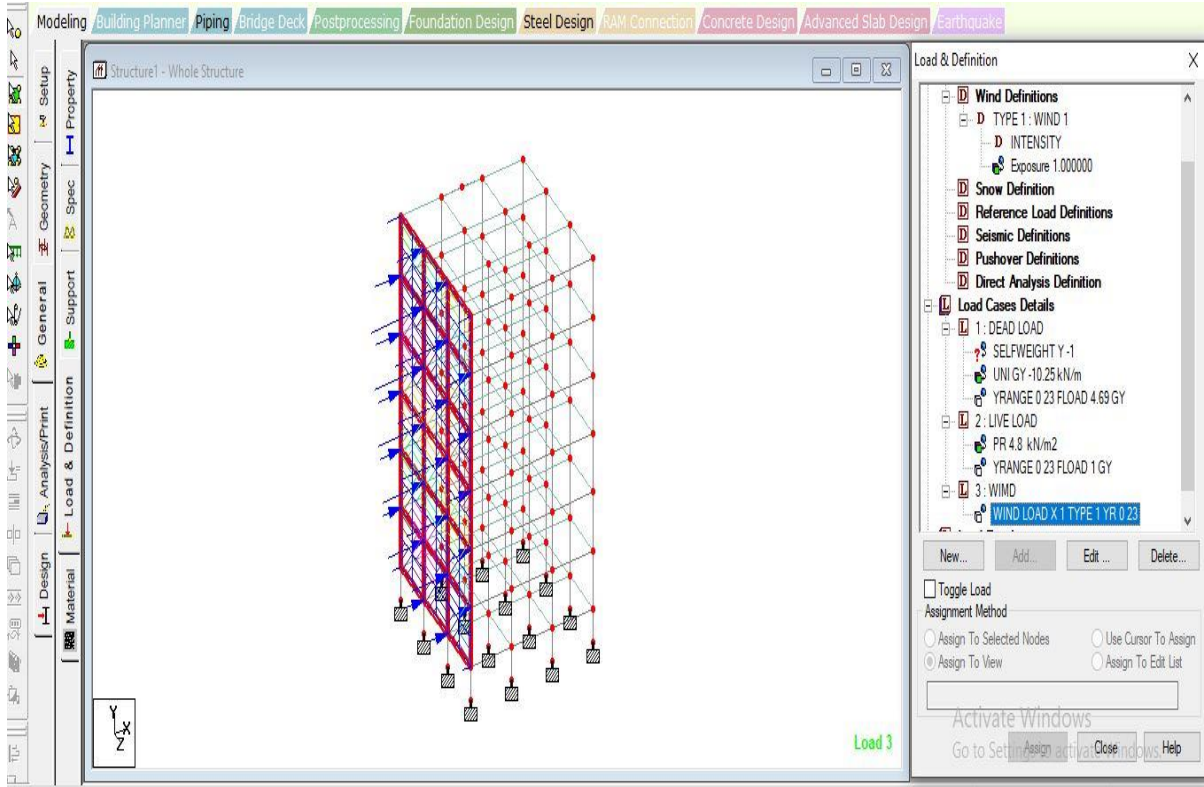 Modeling Building Planner Piping Bridge Deck Postprocessing Foundation Design Steel Design RAM Connection Concrete Design Advanced Slab Design Earthquake
Setup
Geometry
General
Analysis/Print
Design
Property
Spec
Support
Load & Definition
Material
Structure1 - Whole Structure
Y
X
Z
Load 3
Load & Definition
Wind Definitions
TYPE 1 : WIND 1
INTENSITY
Exposure 1.000000
Snow Definition
Reference Load Definitions
Seismic Definitions
Pushover Definitions
Direct Analysis Definition
Load Cases Details
1 : DEAD LOAD
SELFWEIGHT Y -1
UNI GY -10.25 kN/m
YRANGE 0 23 FLOAD 4.69 GY
2 : LIVE LOAD
PR 4.8 kN/m2
YRANGE 0 23 FLOAD 1 GY
3 : WIMD
WIND LOAD X 1 TYPE 1 YR 0 23
New... Add... Edit ... Delete...
Toggle Load
Assignment Method
Assign To Selected Nodes Use Cursor To Assign
Assign To View Assign To Edit List
Activate Windows
Go to Settings to activate Windows.
Assign Close Help